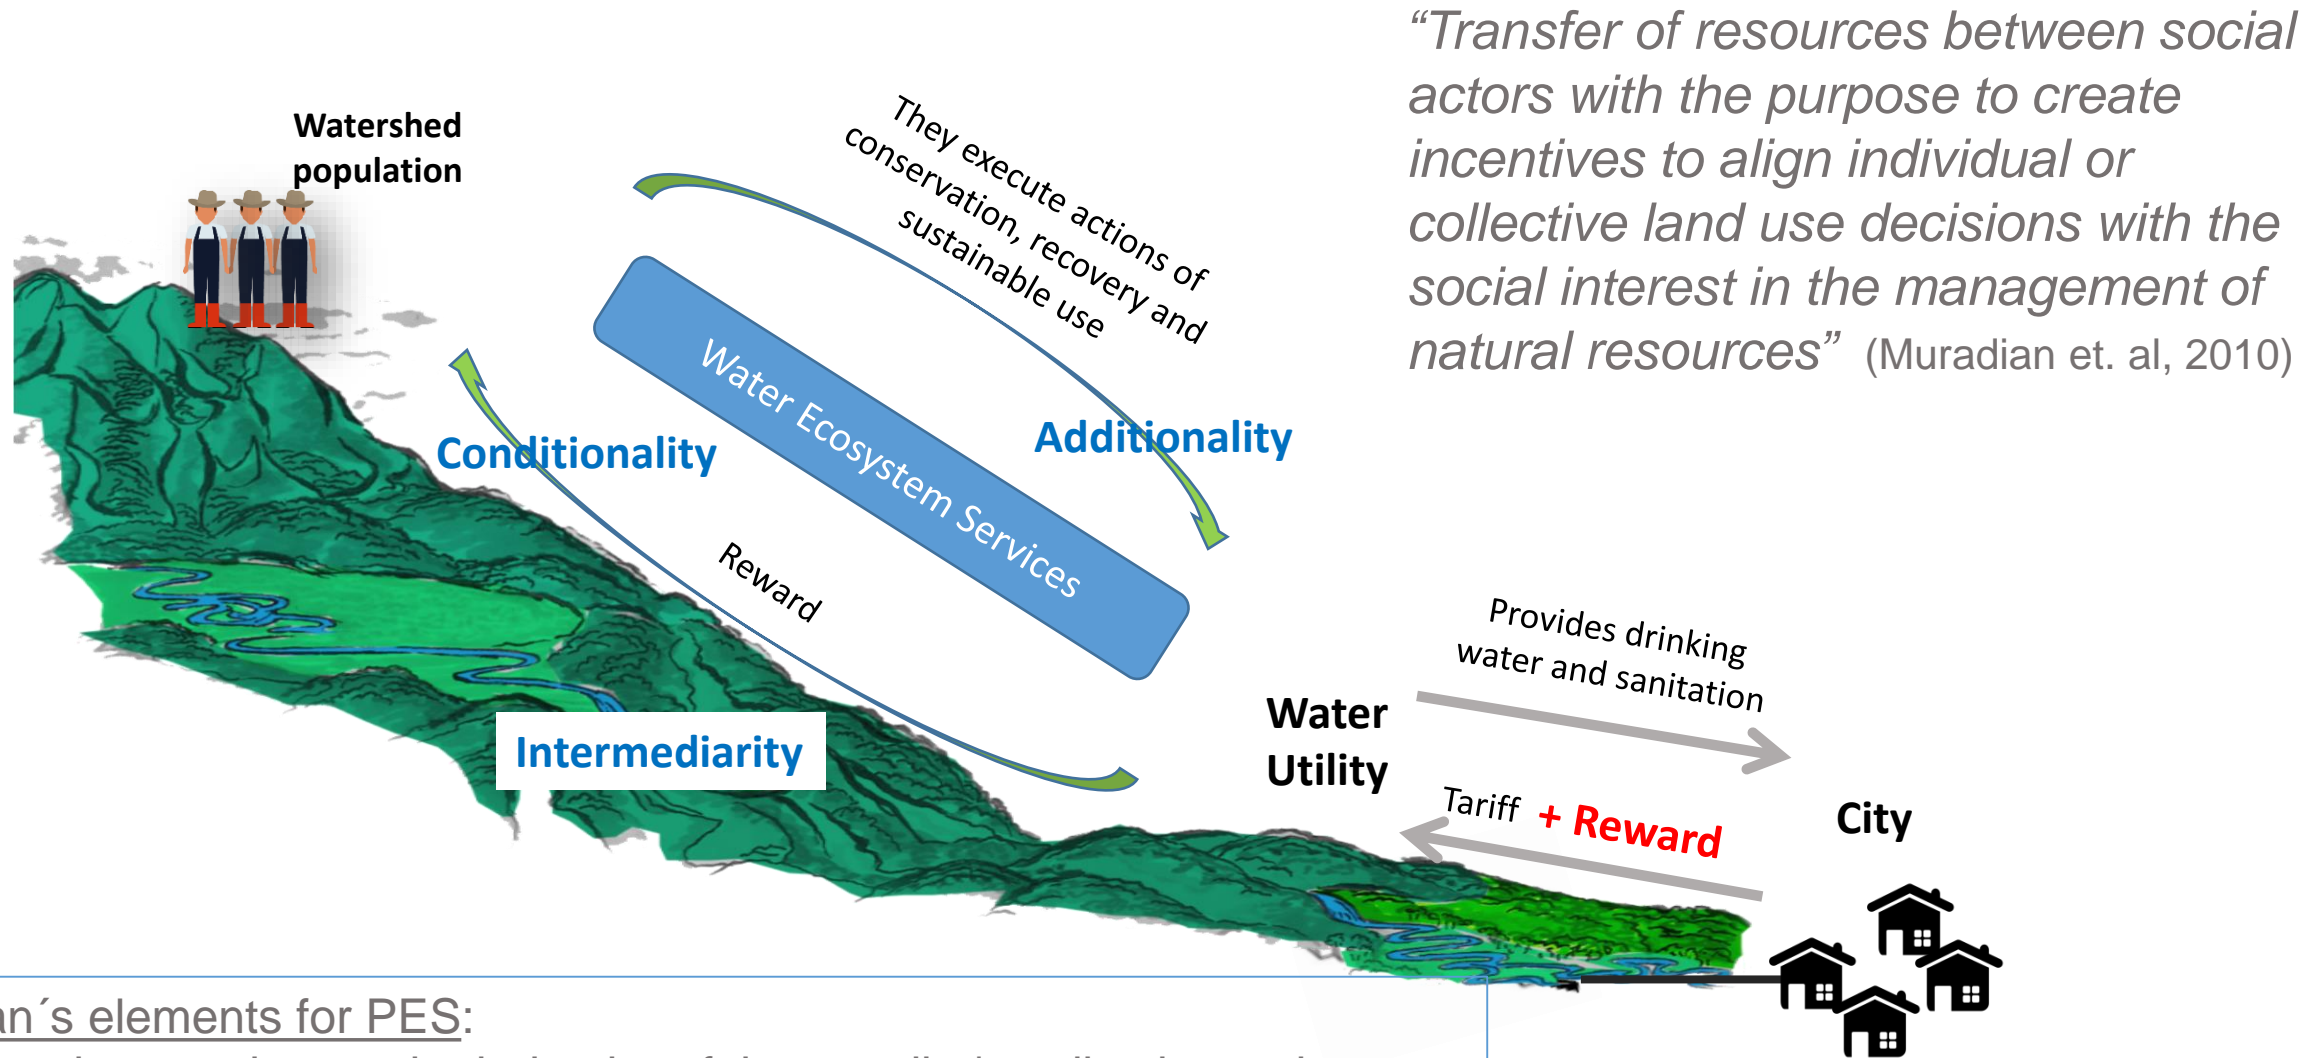 “Transfer of resources between social
actors with the purpose to create
incentives to align individual or
collective land use decisions with the
social interest in the management of
natural resources” (Muradian et. al, 2010)
Watershed
population
They execute actions of
conservation, recovery and
sustainable use
Water Ecosystem Services
Additionality
Conditionality
Reward
Intermediarity
Provides drinking
water and sanitation
Water
Utility
Tariff + Reward
City
an´s elements for PES: